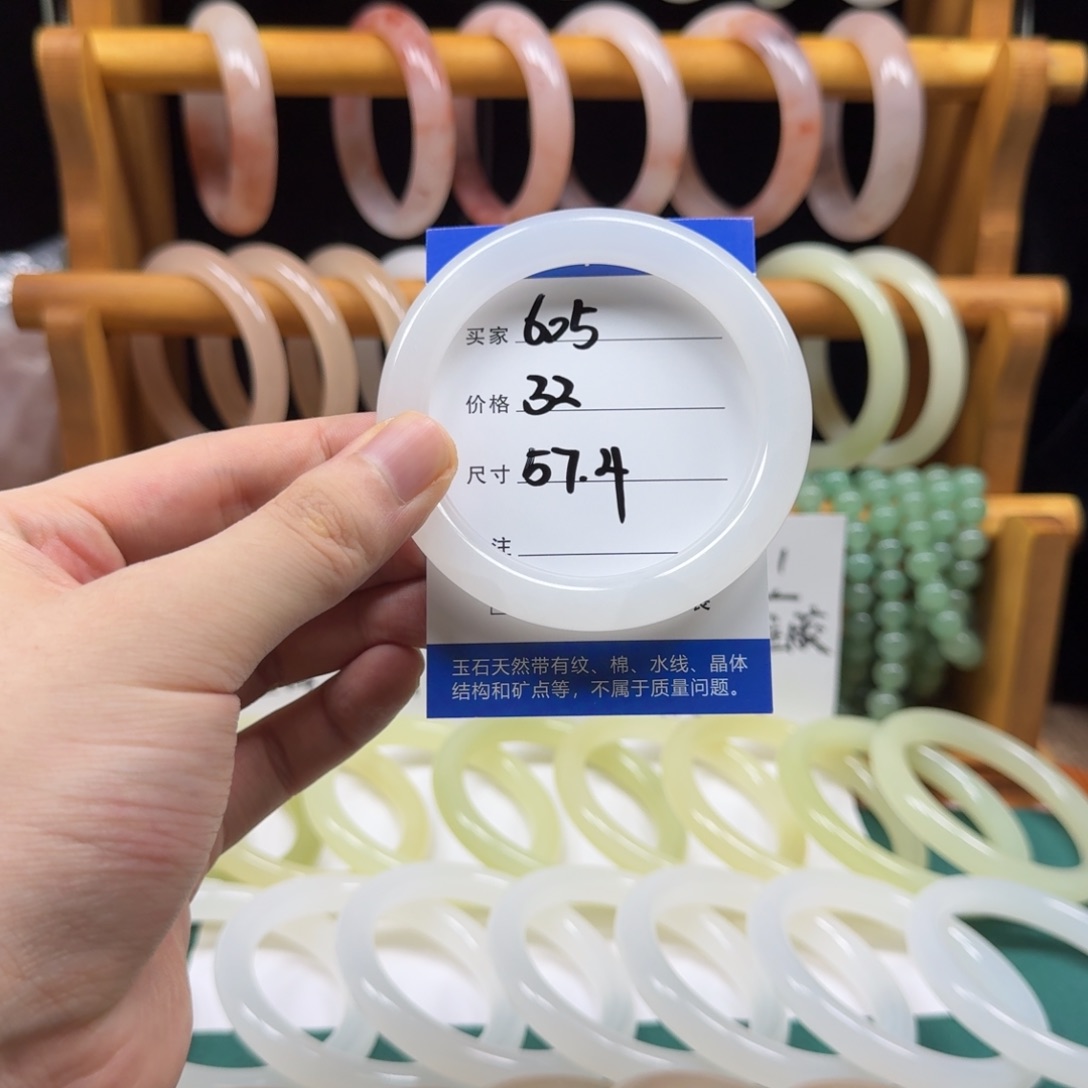 买家 605
价格 32
尺寸 57.4
注
玉石天然带有纹、棉、水线、晶体
结构和矿点等，不属于质量问题。
胶